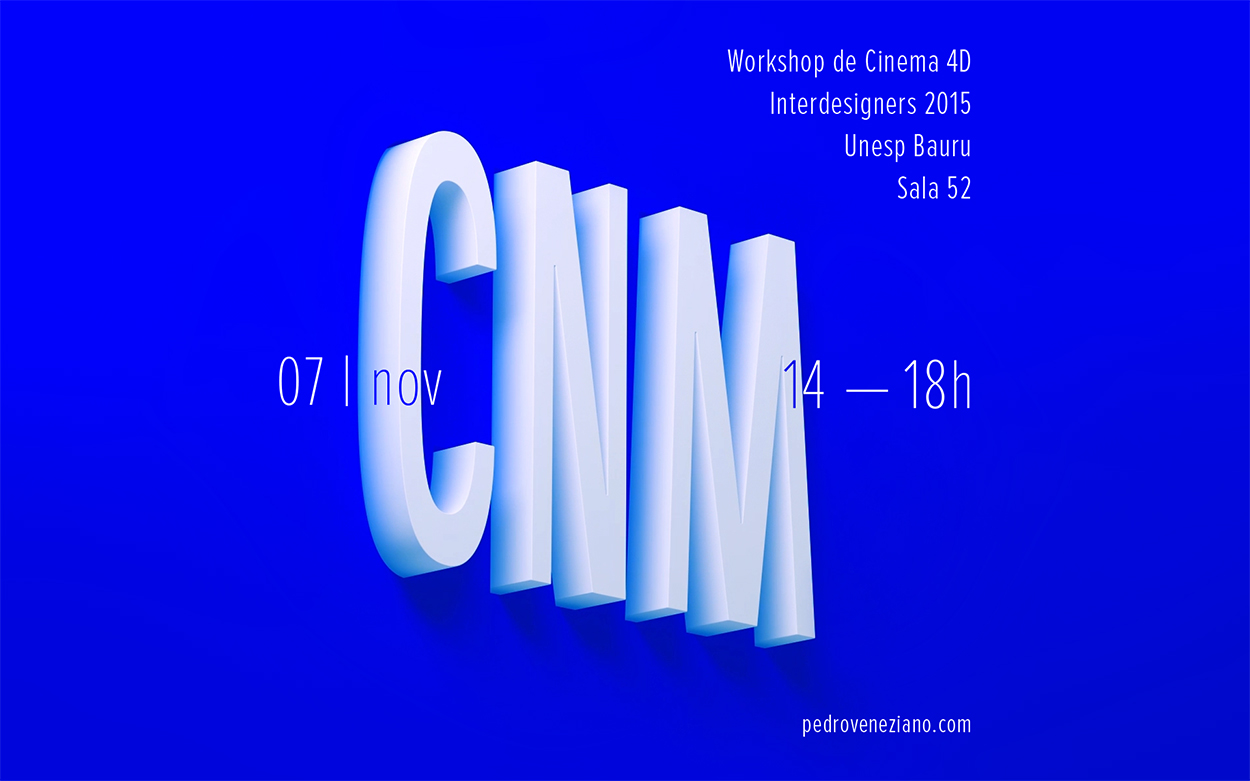 Workshop de Cinema 4D
Interdesigners 2015
Unesp Bauru
Sala 52
CNM
07 | nov
14 — 18h
pedroveneziano.com